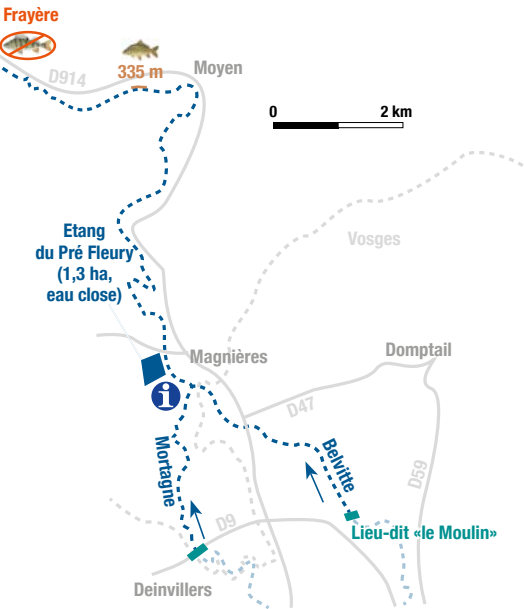 Frayère
D914
335 m
Moyen
0 2 km
Vosges
Etang
du Pré Fleury
(1,3 ha,
eau close)
Magnières
Domptail
i
D47
Mortagne
Belvitte
D59
D9
Lieu-dit «le Moulin»
Deinvillers